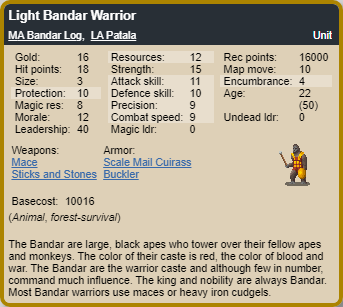 Light Bandar Warrior
MA Bandar Log, LA Patala Unit
Gold: 16 Resources: 12 Rec points: 16000
Hit points: 18 Strength: 15 Map move: 10
Size: 3 Attack skill: 11 Encumbrance: 4
Protection: 10 Defence skill: 10 Age: 22
Magic res: 8 Precision: 9 (50)
Morale: 12 Combat speed: 9 Undead ldr: 0
Leadership: 40 Magic ldr: 0
Weapons: Armor:
Mace Scale Mail Cuirass
Sticks and Stones Buckler
Basecost: 10016
(Animal, forest-survival)
The Bandar are large, black apes who tower over their fellow apes
and monkeys. The color of their caste is red, the color of blood and
war. The Bandar are the warrior caste and although few in number,
command much influence. The king and nobility are always Bandar.
Most Bandar warriors use maces or heavy iron cudgels.